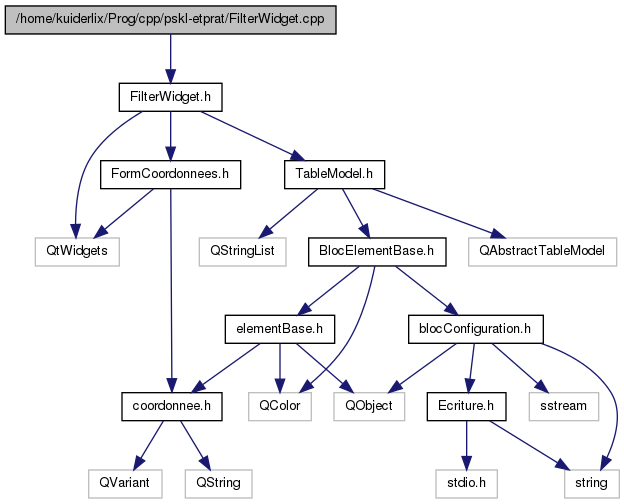 /home/kuiderlix/Prog/cpp/pskl-etprat/FilterWidget.cpp
FilterWidget.h
FormCoordonnees.h
TableModel.h
QtWidgets
QStringList
BlocElementBase.h
QAbstractTableModel
elementBase.h
blocConfiguration.h
coordonnee.h
QColor
QObject
Ecriture.h
sstream
QVariant
QString
stdio.h
string